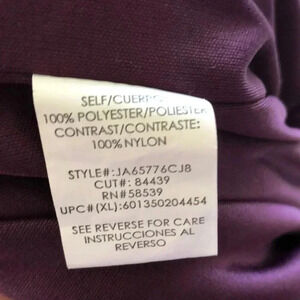 SELF/CUERPO:
100% POLYESTER/POLIESTER
CONTRAST/CONTRASTE:
100% NYLON
STYLE#:JA65776CJ8
CUT#: 84439
RN#58539
UPC#(XL):601350204454
SEE REVERSE FOR CARE
INSTRUCCIONES AL
REVERSO